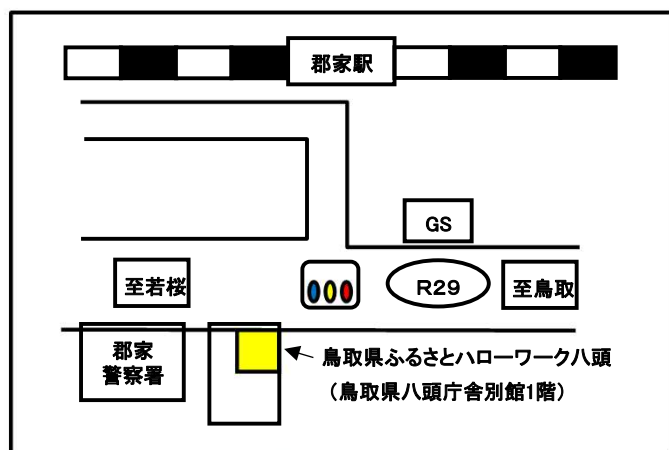 郡家駅
GS
至若桜
R29
至鳥取
郡家
警察署
鳥取県ふるさとハローワーク八頭
（鳥取県八頭庁舎別館1階）